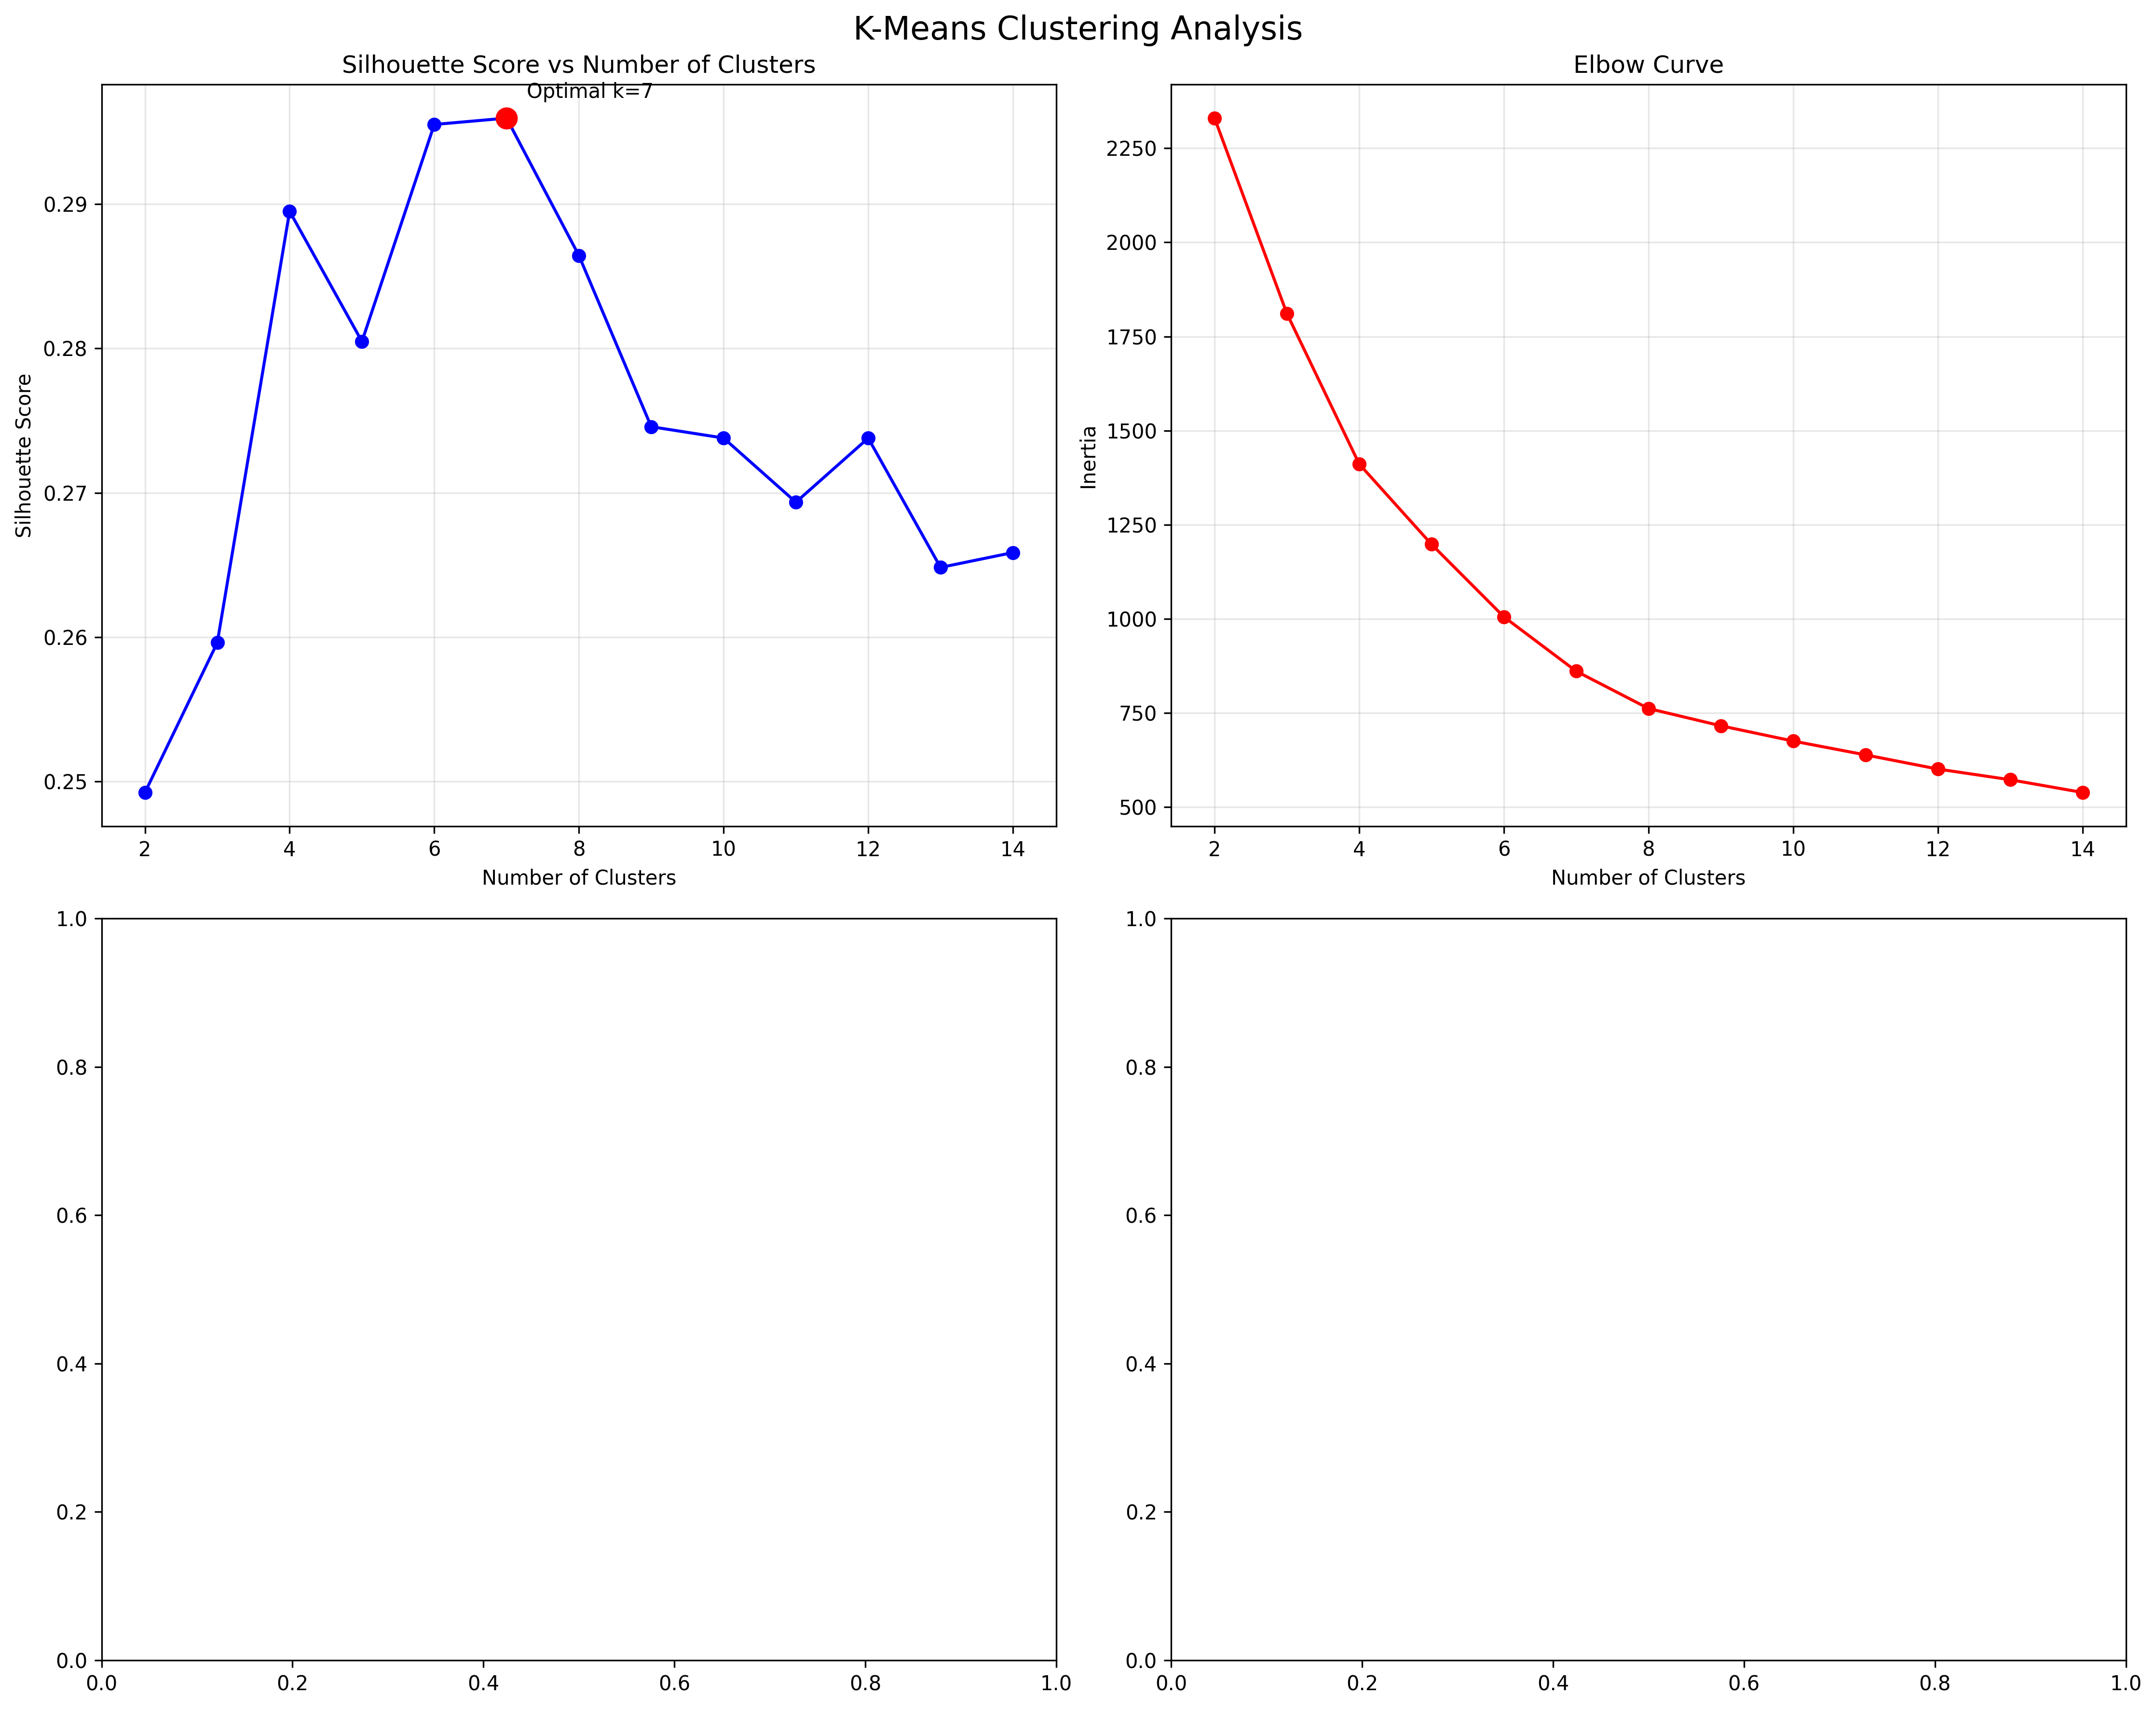 K-Means Clustering Analysis
Silhouette Score vs Number of Clusters
Optimal k=7
0.29
0.28
0.27
0.26
0.25
Silhouette Score
2 4 6 8 10 12 14
Number of Clusters
Elbow Curve
2250
2000
1750
1500
1250
1000
750
500
Inertia
2 4 6 8 10 12 14
Number of Clusters
1.0
0.8
0.6
0.4
0.2
0.0
0.0 0.2 0.4 0.6 0.8 1.0
1.0
0.8
0.6
0.4
0.2
0.0
0.0 0.2 0.4 0.6 0.8 1.0